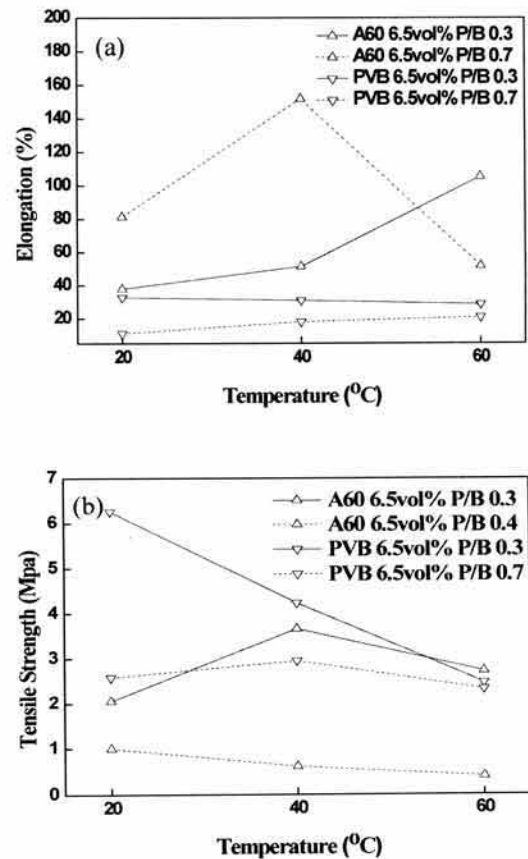 (a)
A60 6.5vol% P/B 0.3
A60 6.5vol% P/B 0.7
PVB 6.5vol% P/B 0.3
PVB 6.5vol% P/B 0.7
200
180
160
140
120
100
80
60
40
20
Elongation (%)
20 40 60
Temperature (°C)
(b)
A60 6.5vol% P/B 0.3
A60 6.5vol% P/B 0.4
PVB 6.5vol% P/B 0.3
PVB 6.5vol% P/B 0.7
7
6
5
4
3
2
1
0
Tensile Strength (Mpa)
20 40 60
Temperature (°C)